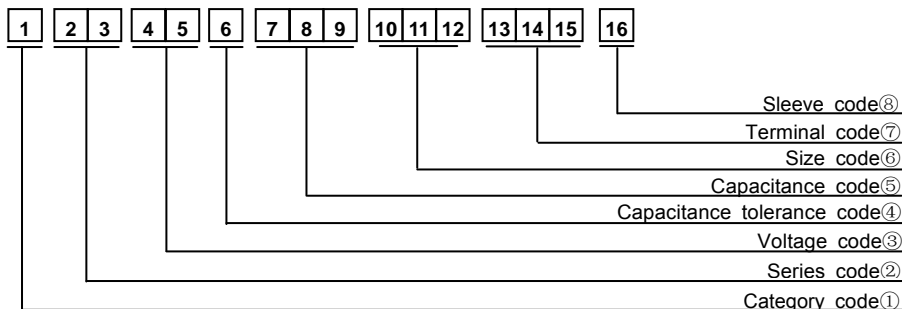 1 2 3 4 5 6 7 8 9 10 11 12 13 14 15 16
Sleeve code⑧
Terminal code⑦
Size code⑥
Capacitance code⑤
Capacitance tolerance code④
Voltage code③
Series code②
Category code①